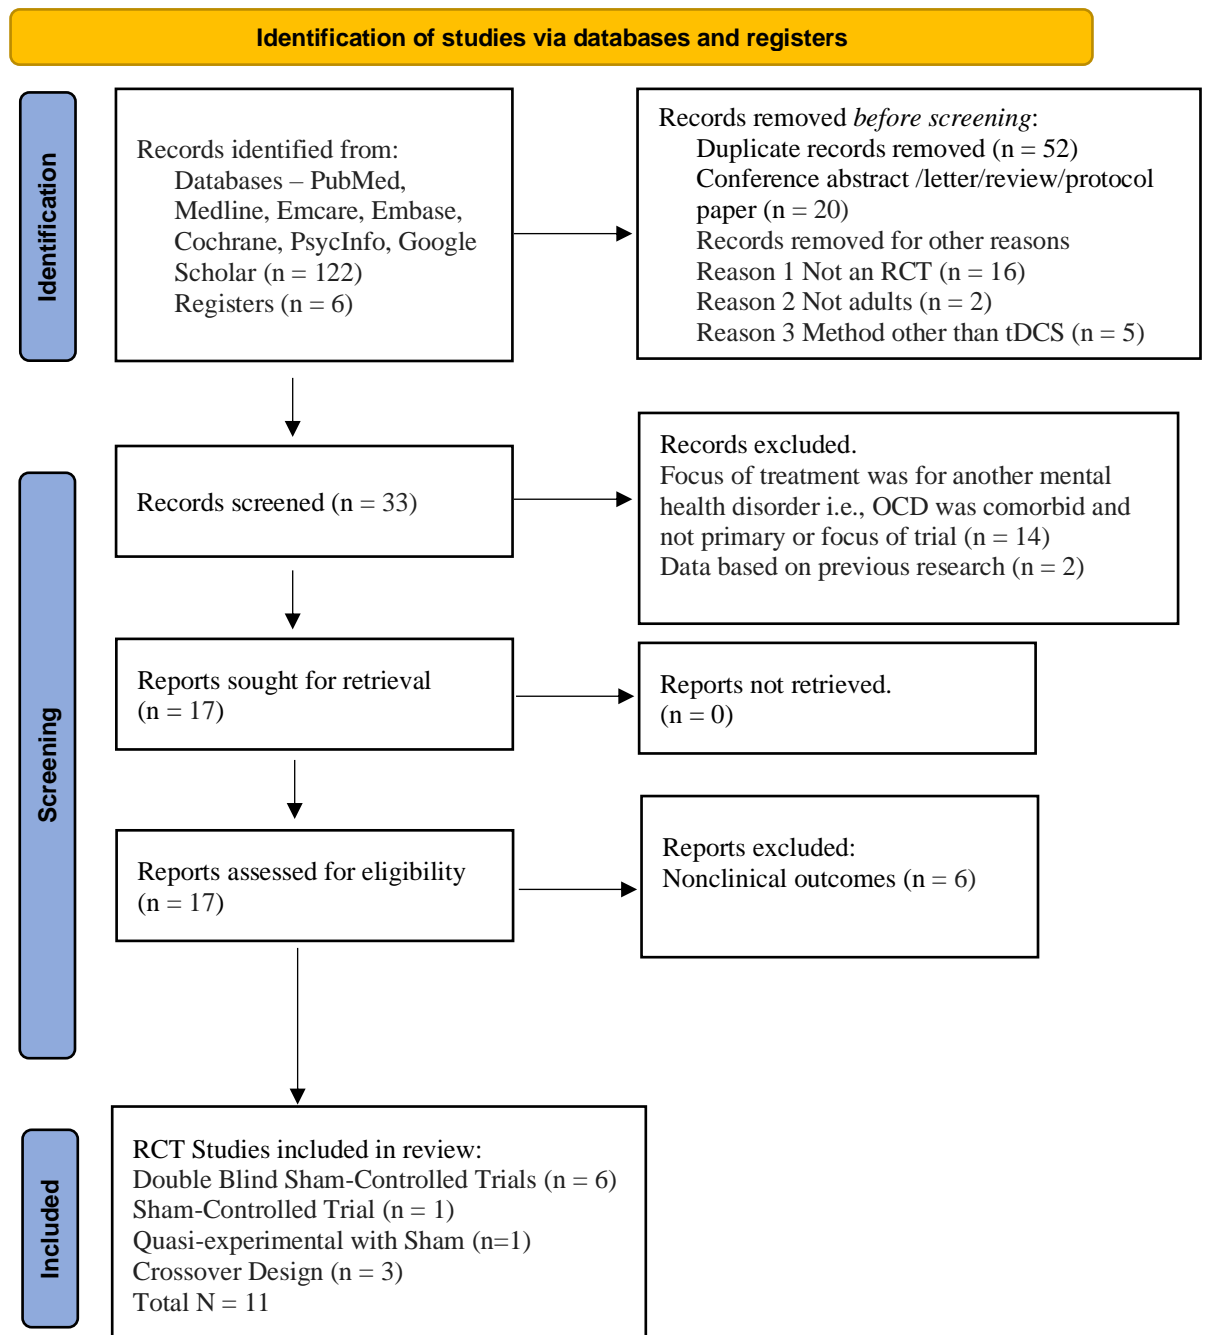 Identification of studies via databases and registers
Identification
Records identified from:
Databases – PubMed,
Medline, Emcare, Embase,
Cochrane, PsycInfo, Google
Scholar (n = 122)
Registers (n = 6)
Records removed before screening:
Duplicate records removed (n = 52)
Conference abstract /letter/review/protocol
paper (n = 20)
Records removed for other reasons
Reason 1 Not an RCT (n = 16)
Reason 2 Not adults (n = 2)
Reason 3 Method other than tDCS (n = 5)
Screening
Records screened (n = 33)
Records excluded.
Focus of treatment was for another mental
health disorder i.e., OCD was comorbid and
not primary or focus of trial (n = 14)
Data based on previous research (n = 2)
Reports sought for retrieval
(n = 17)
Reports not retrieved.
(n = 0)
Reports assessed for eligibility
(n = 17)
Reports excluded:
Nonclinical outcomes (n = 6)
Included
RCT Studies included in review:
Double Blind Sham-Controlled Trials (n = 6)
Sham-Controlled Trial (n = 1)
Quasi-experimental with Sham (n=1)
Crossover Design (n = 3)
Total N = 11